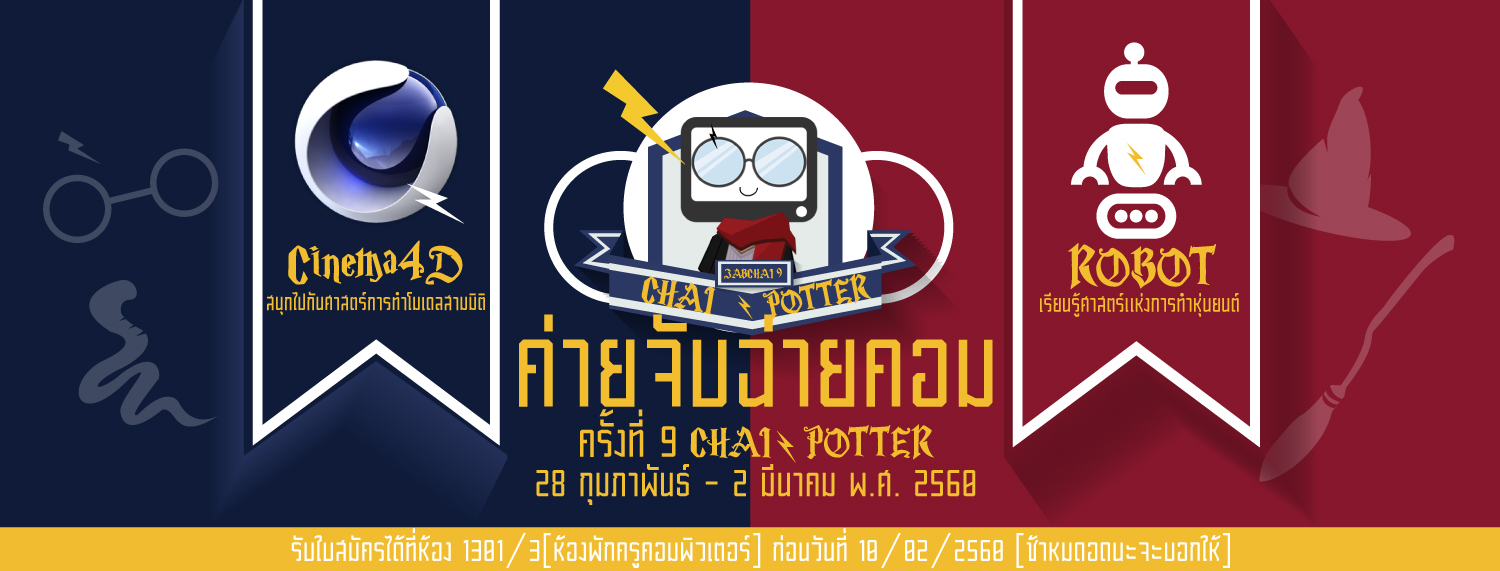 Cinema4D
สนุกไปกับศาสตร์การทำโมเดลสามมิติ
JABCHAI 9
CHAI POTTER
ROBOT
เรียนรู้ศาสตร์แห่งการทำหุ่นยนต์
ค่ายจับฉ่ายคอม
ครั้งที่ 9 CHAI POTTER
28 กุมภาพันธ์ - 2 มีนาคม พ.ศ. 2560
รับใบสมัครได้ที่ห้อง 1301/3[ห้องพักครูคอมพิวเตอร์] ก่อนวันที่ 10/02/2560 [ช้าหมดอดนะจะบอกให้]